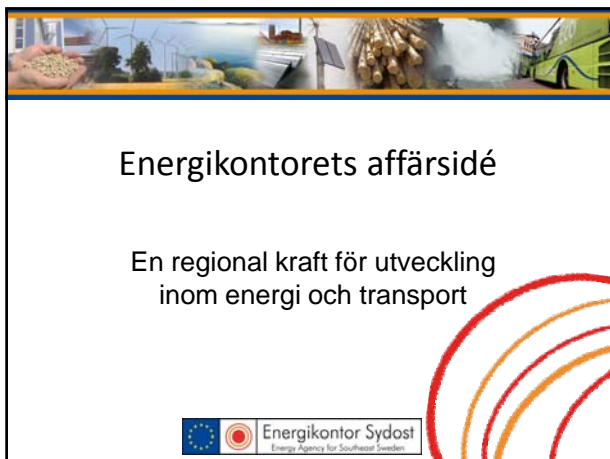 Energikontorets affärsidé
En regional kraft för utveckling
inom energi och transport
Energikontor Sydost
Energy Agency for Southeast Sweden